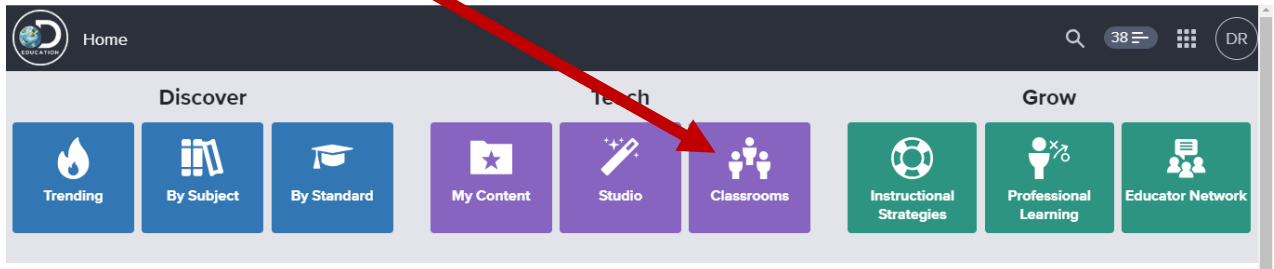 EDUCATION
Home
38
DR
Discover
Teach
Grow
Trending
By Subject
By Standard
My Content
Studio
Classrooms
Instructional
Strategies
Professional
Learning
Educator Network